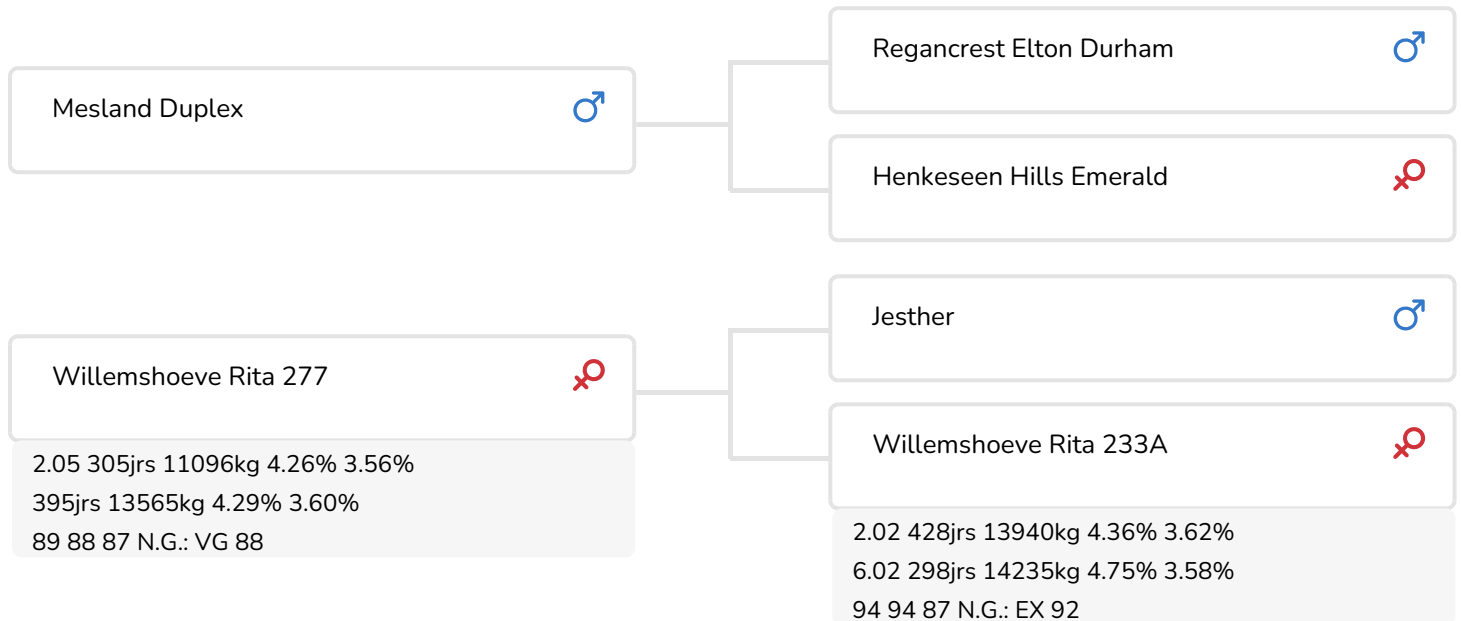 Mesland Duplex
Regancrest Elton Durham
Henkeseen Hills Emerald
Willemshoeve Rita 277
2.05 305jrs 11096kg 4.26% 3.56%
395jrs 13565kg 4.29% 3.60%
89 88 87 N.G.: VG 88
Jesther
Willemshoeve Rita 233A
2.02 428jrs 13940kg 4.36% 3.62%
6.02 298jrs 14235kg 4.75% 3.58%
94 94 87 N.G.: EX 92